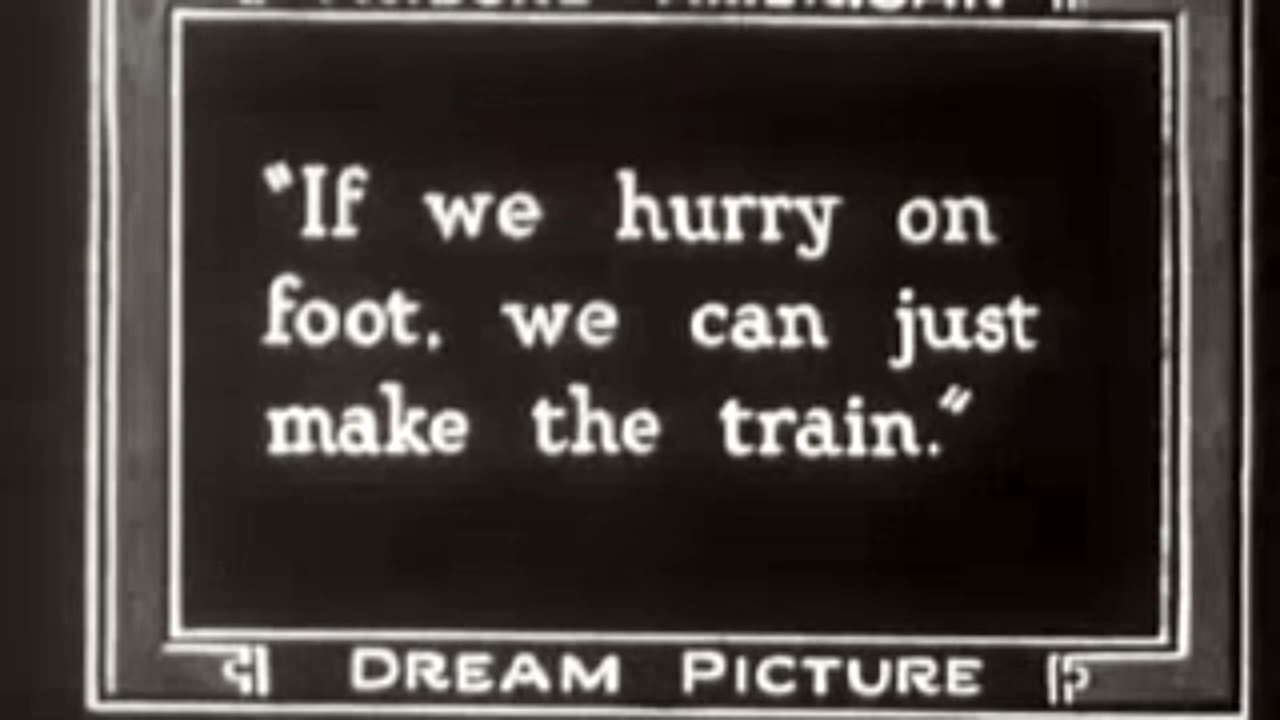 "If we hurry on
foot, we can just
make the train."
DREAM PICTURE